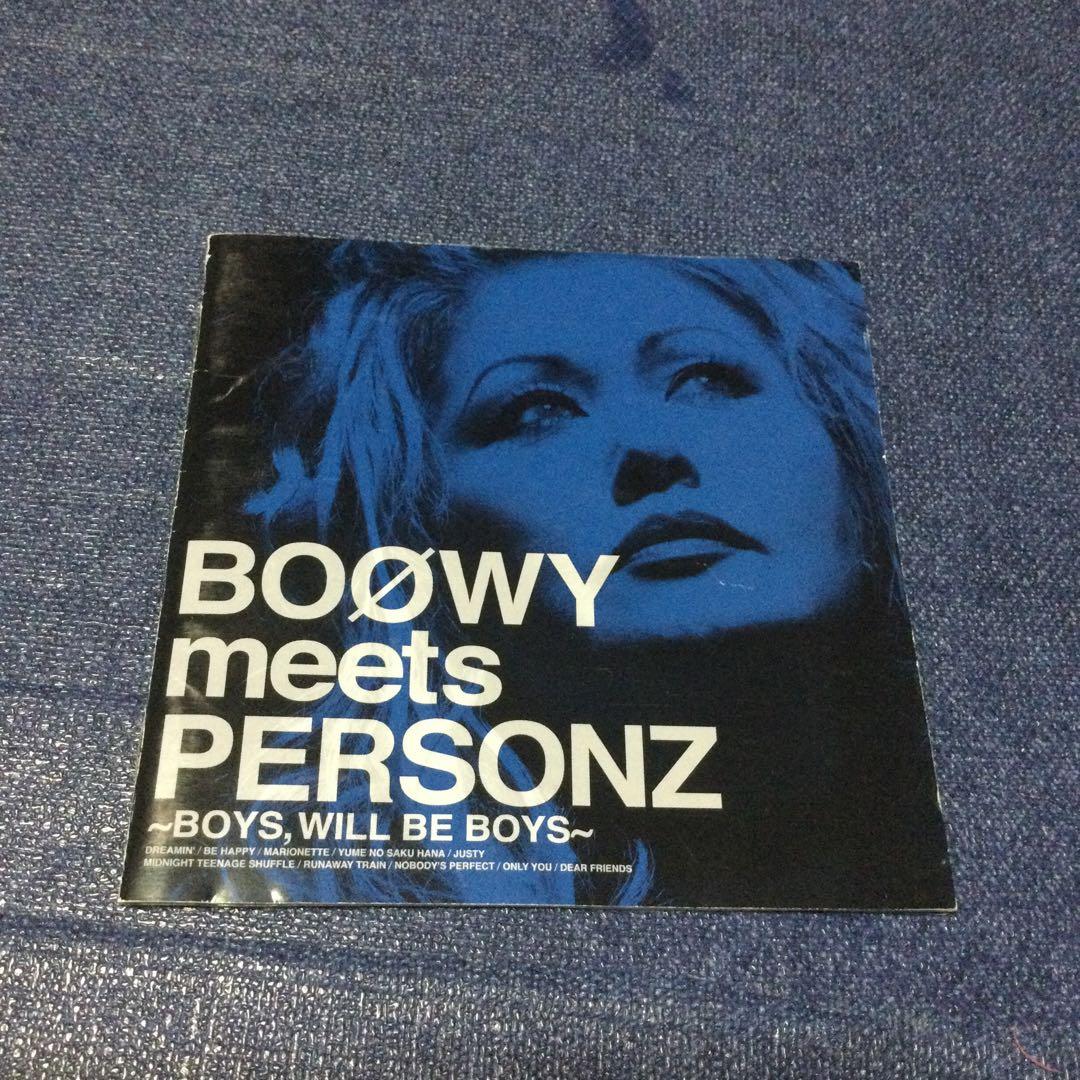 BOØWY
meets
PERSONZ
~BOYS, WILL BE BOYS~
DREAMIN' / BE HAPPY / MARIONETTE / YUME NO SAKU HANA / JUSTY
MIDNIGHT TEENAGE SHUFFLE / RUNAWAY TRAIN / NOBODY'S PERFECT / ONLY YOU / DEAR FRIENDS